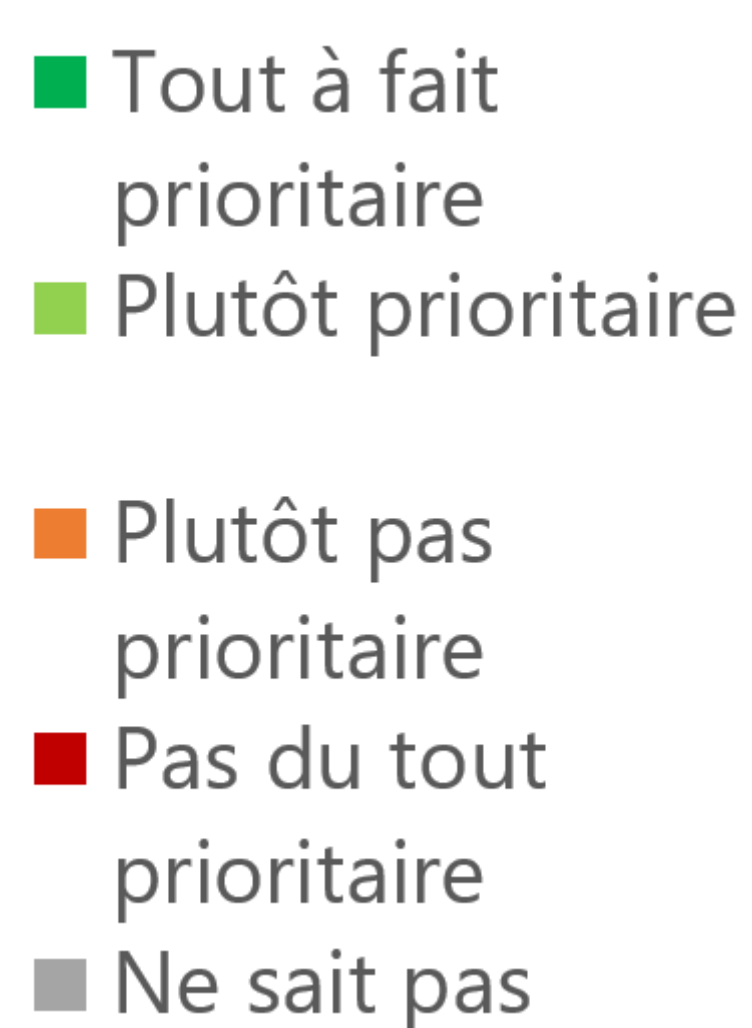 Tout à fait
prioritaire
Plutôt prioritaire
Plutôt pas
prioritaire
Pas du tout
prioritaire
Ne sait pas